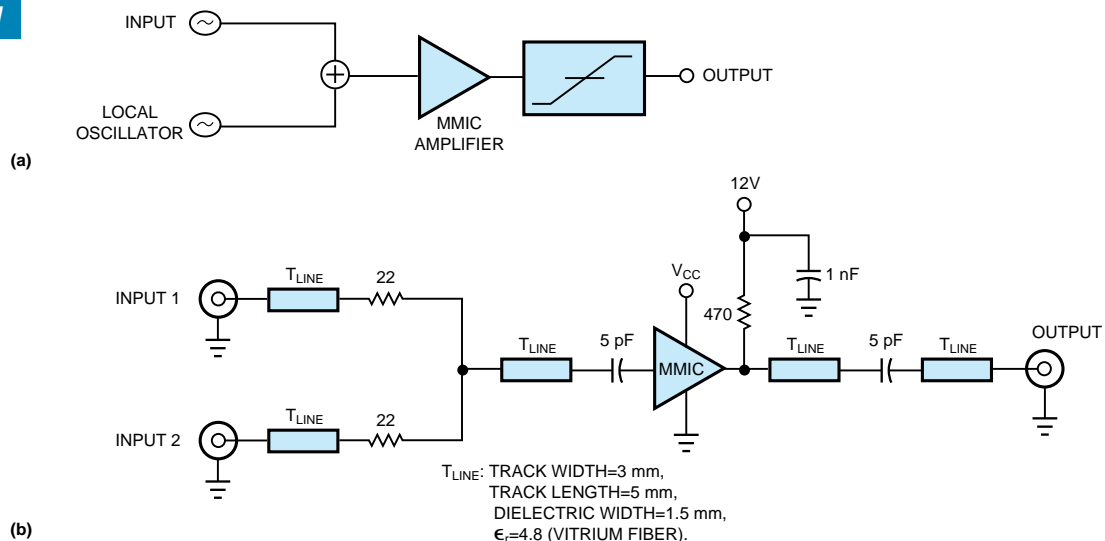 INPUT
LOCAL
OSCILLATOR
MMIC
AMPLIFIER
OUTPUT
(a)
12V
1 nF
V_CC
470
INPUT 1
T_LINE
22
T_LINE
5 pF
MMIC
T_LINE
5 pF
T_LINE
OUTPUT
INPUT 2
T_LINE
22
T_LINE: TRACK WIDTH=3 mm,
TRACK LENGTH=5 mm,
DIELECTRIC WIDTH=1.5 mm,
ϵ_r=4.8 (VITRIUM FIBER).
(b)